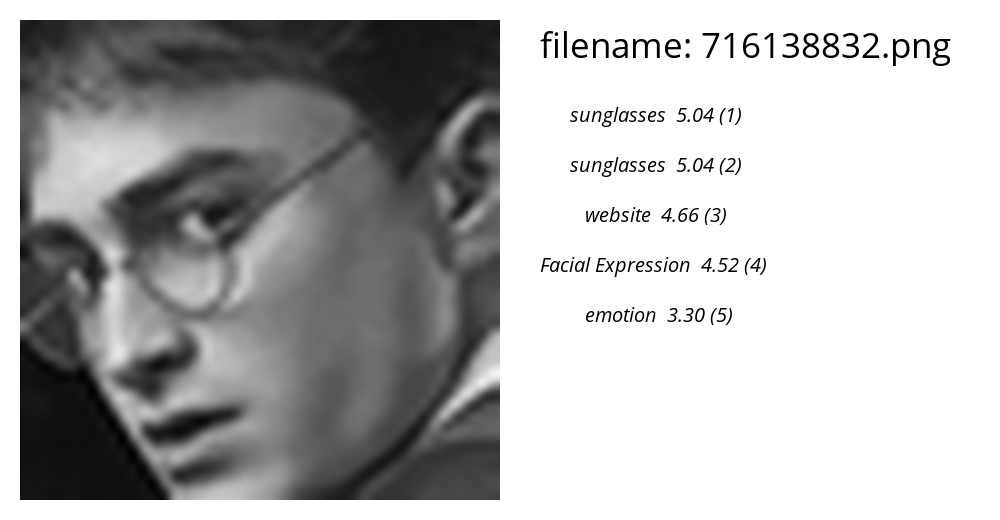 filename: 716138832.png
sunglasses 5.04 (1)
sunglasses 5.04 (2)
website 4.66 (3)
Facial Expression 4.52 (4)
emotion 3.30 (5)